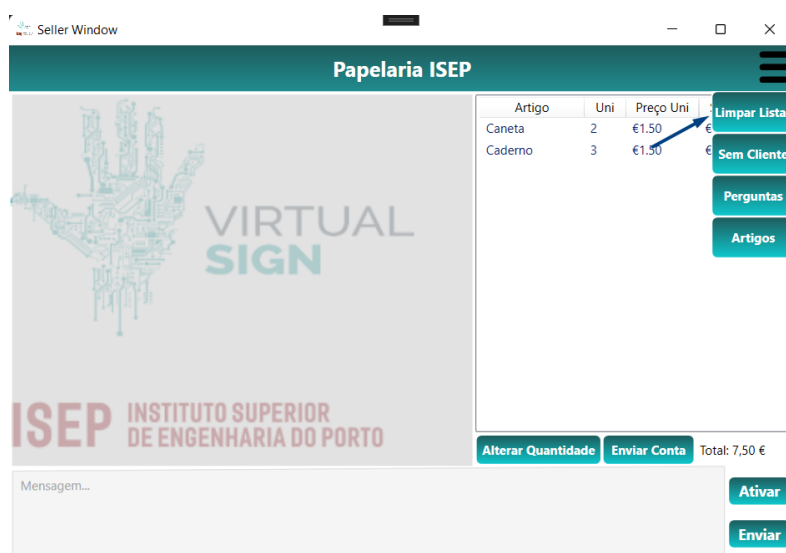 Seller Window
Papelaria ISEP
Artigo Uni Preço Uni
Caneta 2 €1.50 €
Caderno 3 €1.50 €
Limpar Lista
Sem Cliente
Perguntas
Artigos
VIRTUAL
SIGN
ISEP INSTITUTO SUPERIOR
DE ENGENHARIA DO PORTO
Alterar Quantidade Enviar Conta Total: 7,50 €
Mensagem...
Ativar
Enviar